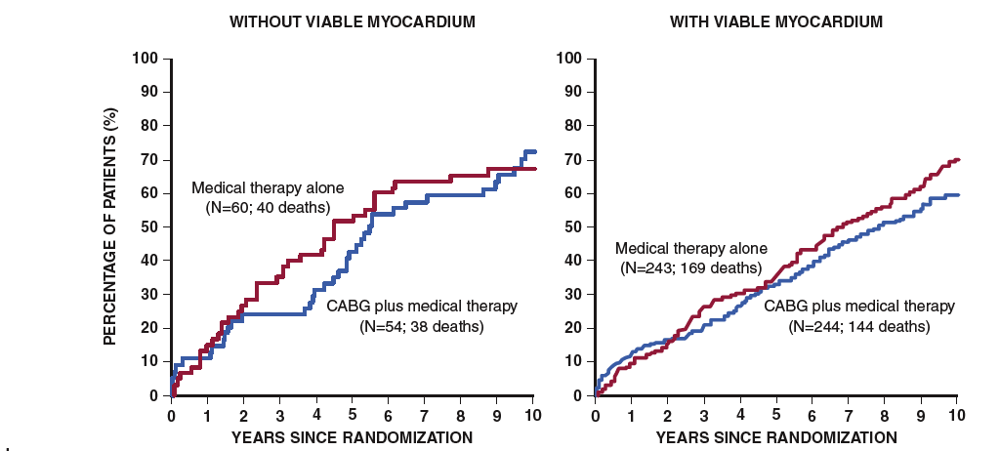 WITHOUT VIABLE MYOCARDIUM
PERCENTAGE OF PATIENTS (%)
100
90
80
70
60
50
40
30
20
10
0
Medical therapy alone
(N=60; 40 deaths)
CABG plus medical therapy
(N=54; 38 deaths)
0 1 2 3 4 5 6 7 8 9 10
YEARS SINCE RANDOMIZATION
WITH VIABLE MYOCARDIUM
100
90
80
70
60
50
40
30
20
10
0
Medical therapy alone
(N=243; 169 deaths)
CABG plus medical therapy
(N=244; 144 deaths)
0 1 2 3 4 5 6 7 8 9 10
YEARS SINCE RANDOMIZATION
.